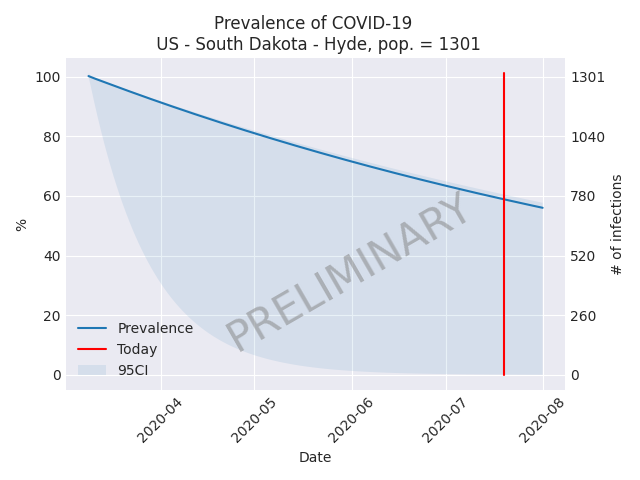 Prevalence of COVID-19
US - South Dakota - Hyde, pop. = 1301
100
80
60
40
20
0
%
1301
1040
780
520
260
0
# of infections
PRELIMINARY
Prevalence
Today
95CI
2020-04
2020-05
2020-06
2020-07
2020-08
Date